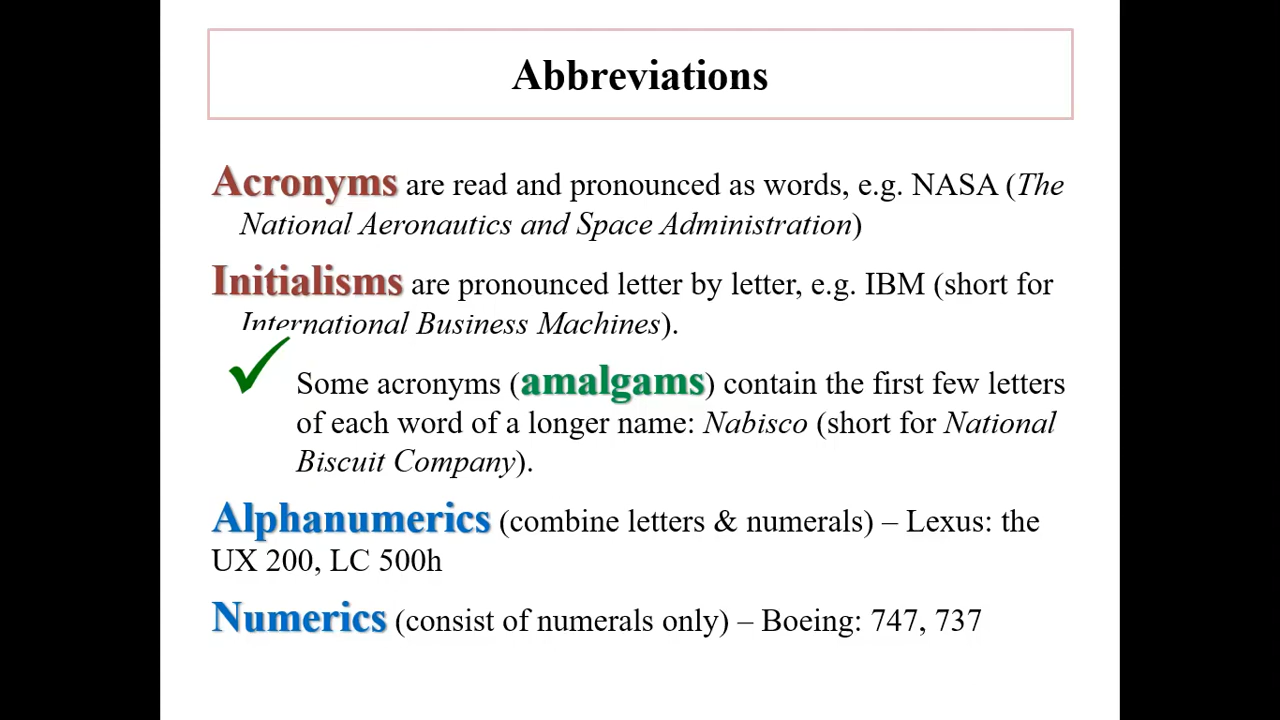 Abbreviations
Acronyms are read and pronounced as words, e.g. NASA (The
National Aeronautics and Space Administration)
Initialisms are pronounced letter by letter, e.g. IBM (short for
International Business Machines).
Some acronyms (amalgams) contain the first few letters
of each word of a longer name: Nabisco (short for National
Biscuit Company).
Alphanumerics (combine letters & numerals) – Lexus: the
UX 200, LC 500h
Numerics (consist of numerals only) – Boeing: 747, 737